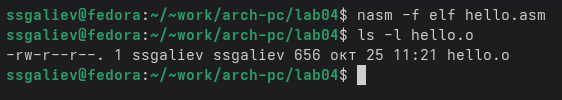 ssgaliev@fedora:~/~work/arch-pc/lab04$ nasm -f elf hello.asm
ssgaliev@fedora:~/~work/arch-pc/lab04$ ls -l hello.o
-rw-r--r--. 1 ssgaliev ssgaliev 656 окт 25 11:21 hello.o
ssgaliev@fedora:~/~work/arch-pc/lab04$